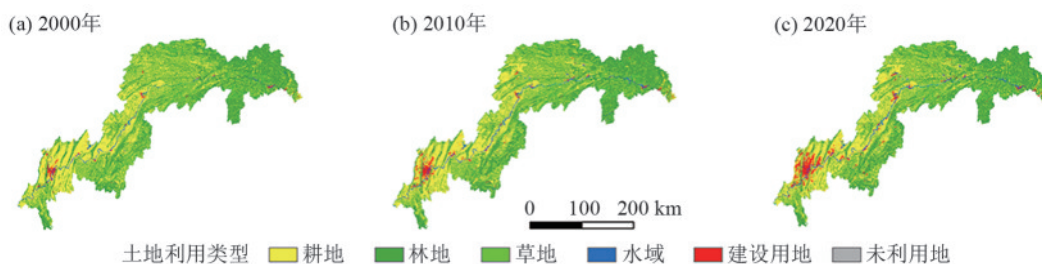 (a) 2000年
(b) 2010年
(c) 2020年
0 100 200 km
土地利用类型 耕地 林地 草地 水域 建设用地 未利用地